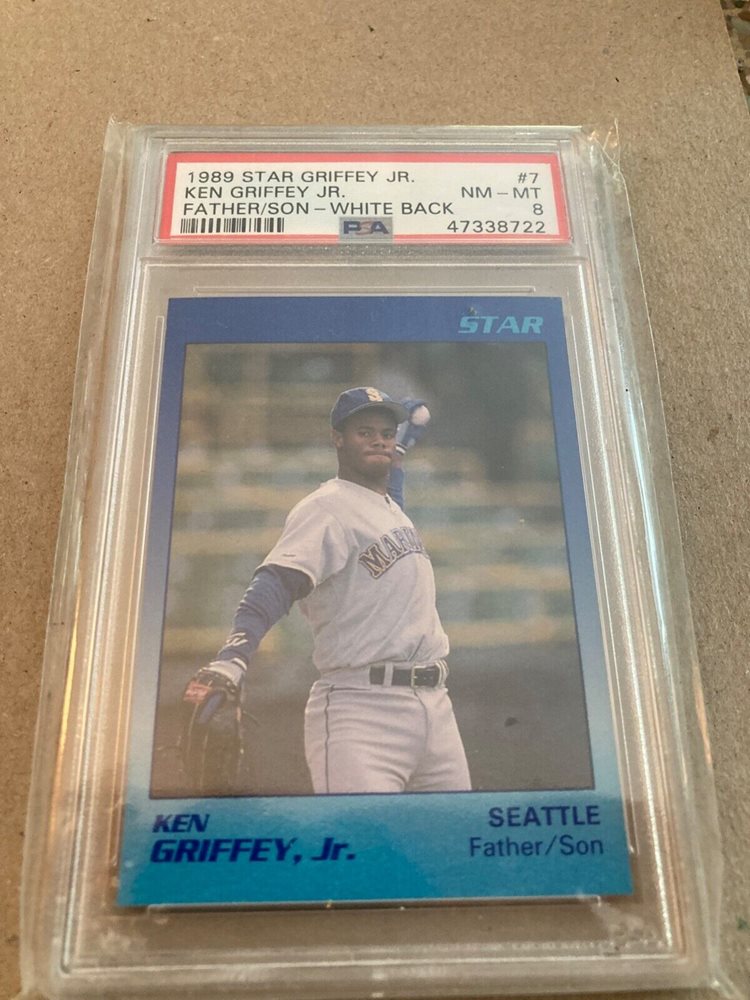 1989 STAR GRIFFEY JR. #7
KEN GRIFFEY JR. NM – MT
FATHER/SON – WHITE BACK 8
PSA 47338722
STAR
S
MARIN
KEN
GRIFFEY, Jr.
SEATTLE
Father/Son